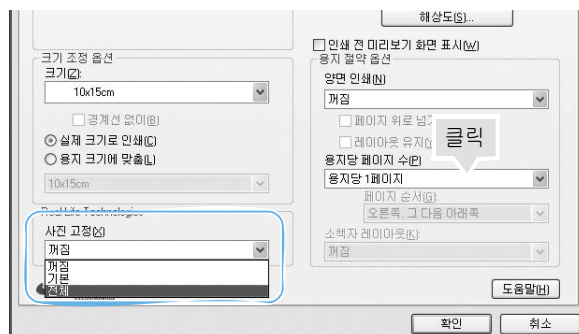 해상도(S)...
인쇄 전 미리보기 화면 표시(W)
크기 조정 옵션
크기(Z):
10x15cm
경계선 없이(B)
실제 크기로 인쇄(C)
용지 크기에 맞춤(L)
10x15cm
Real Life Technologies
사진 고정(X)
꺼짐
꺼짐
기본
전체
용지 절약 옵션
양면 인쇄(N)
꺼짐
페이지 위로 넘기
레이아웃 유지(Y)
클릭
용지당 페이지 수(P)
용지당 1페이지
페이지 순서(G):
오른쪽, 그 다음 아래쪽
소책자 레이아웃(K):
꺼짐
도움말(H)
확인
취소